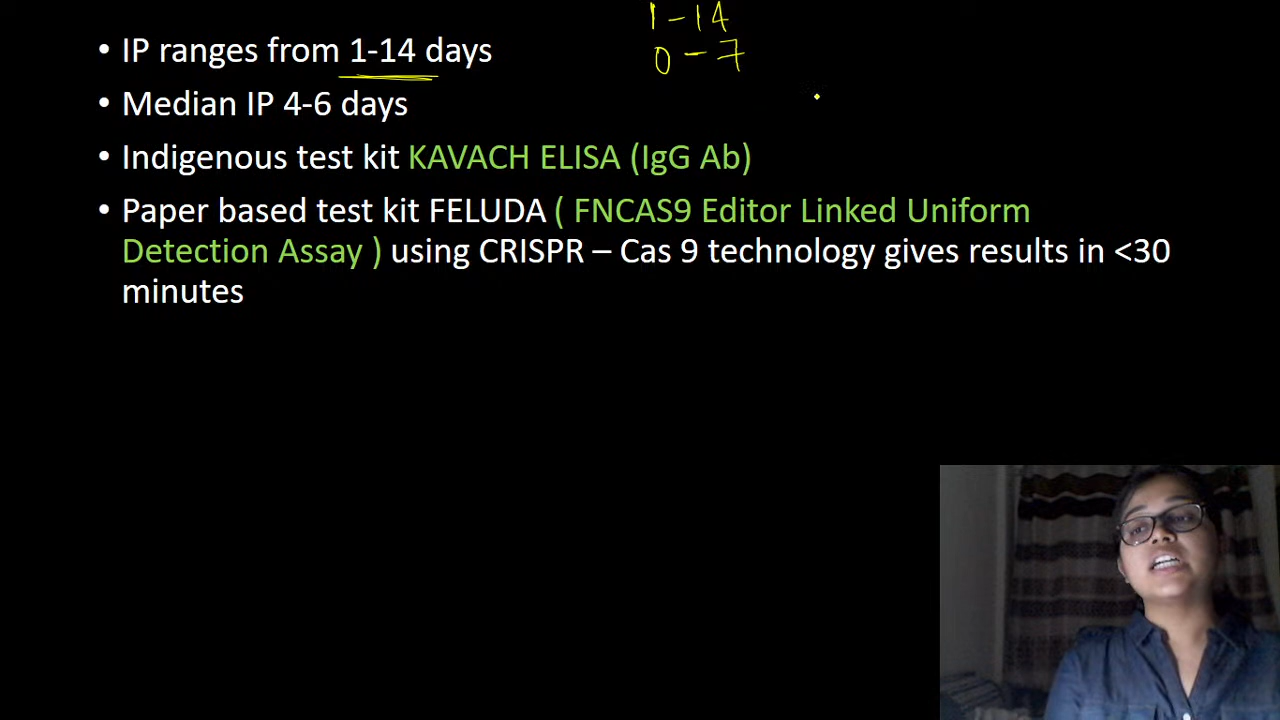 1-14
• IP ranges from 1-14 days
0-7
• Median IP 4-6 days
• Indigenous test kit KAVACH ELISA (IgG Ab)
• Paper based test kit FELUDA ( FNCAS9 Editor Linked Uniform
Detection Assay ) using CRISPR – Cas 9 technology gives results in <30
minutes